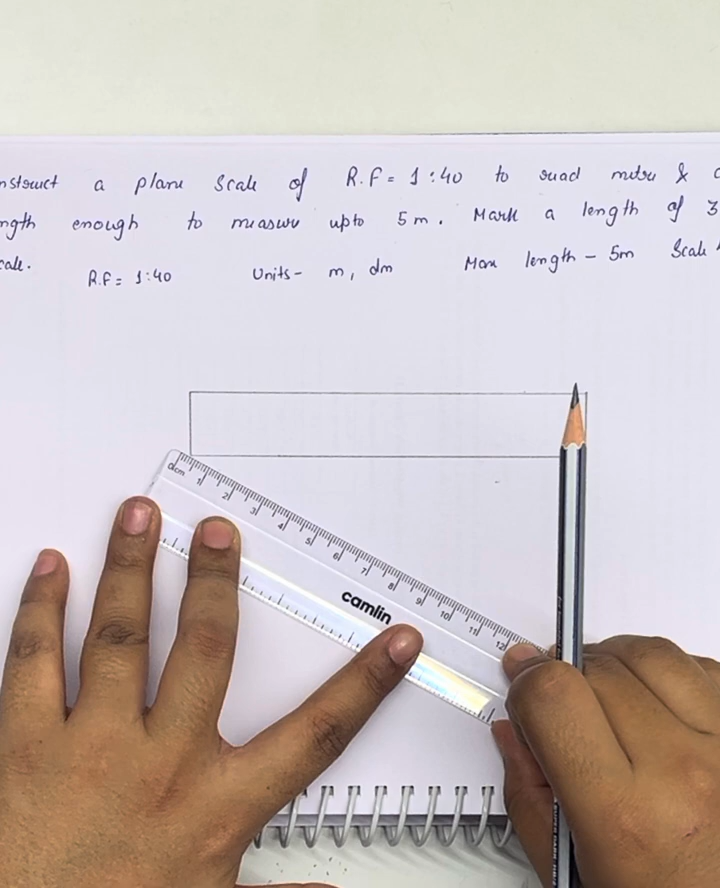 nstruct a plane scale of R.F = 1:40 to read metre &
ngth enough to measure upto 5 m. Mark a length of 3
cale.
R.F = 1:40 Units - m, dm Max length - 5m Scale
0cm 1 2 3 4 5 6 7 8 9 10 11 12
camlin